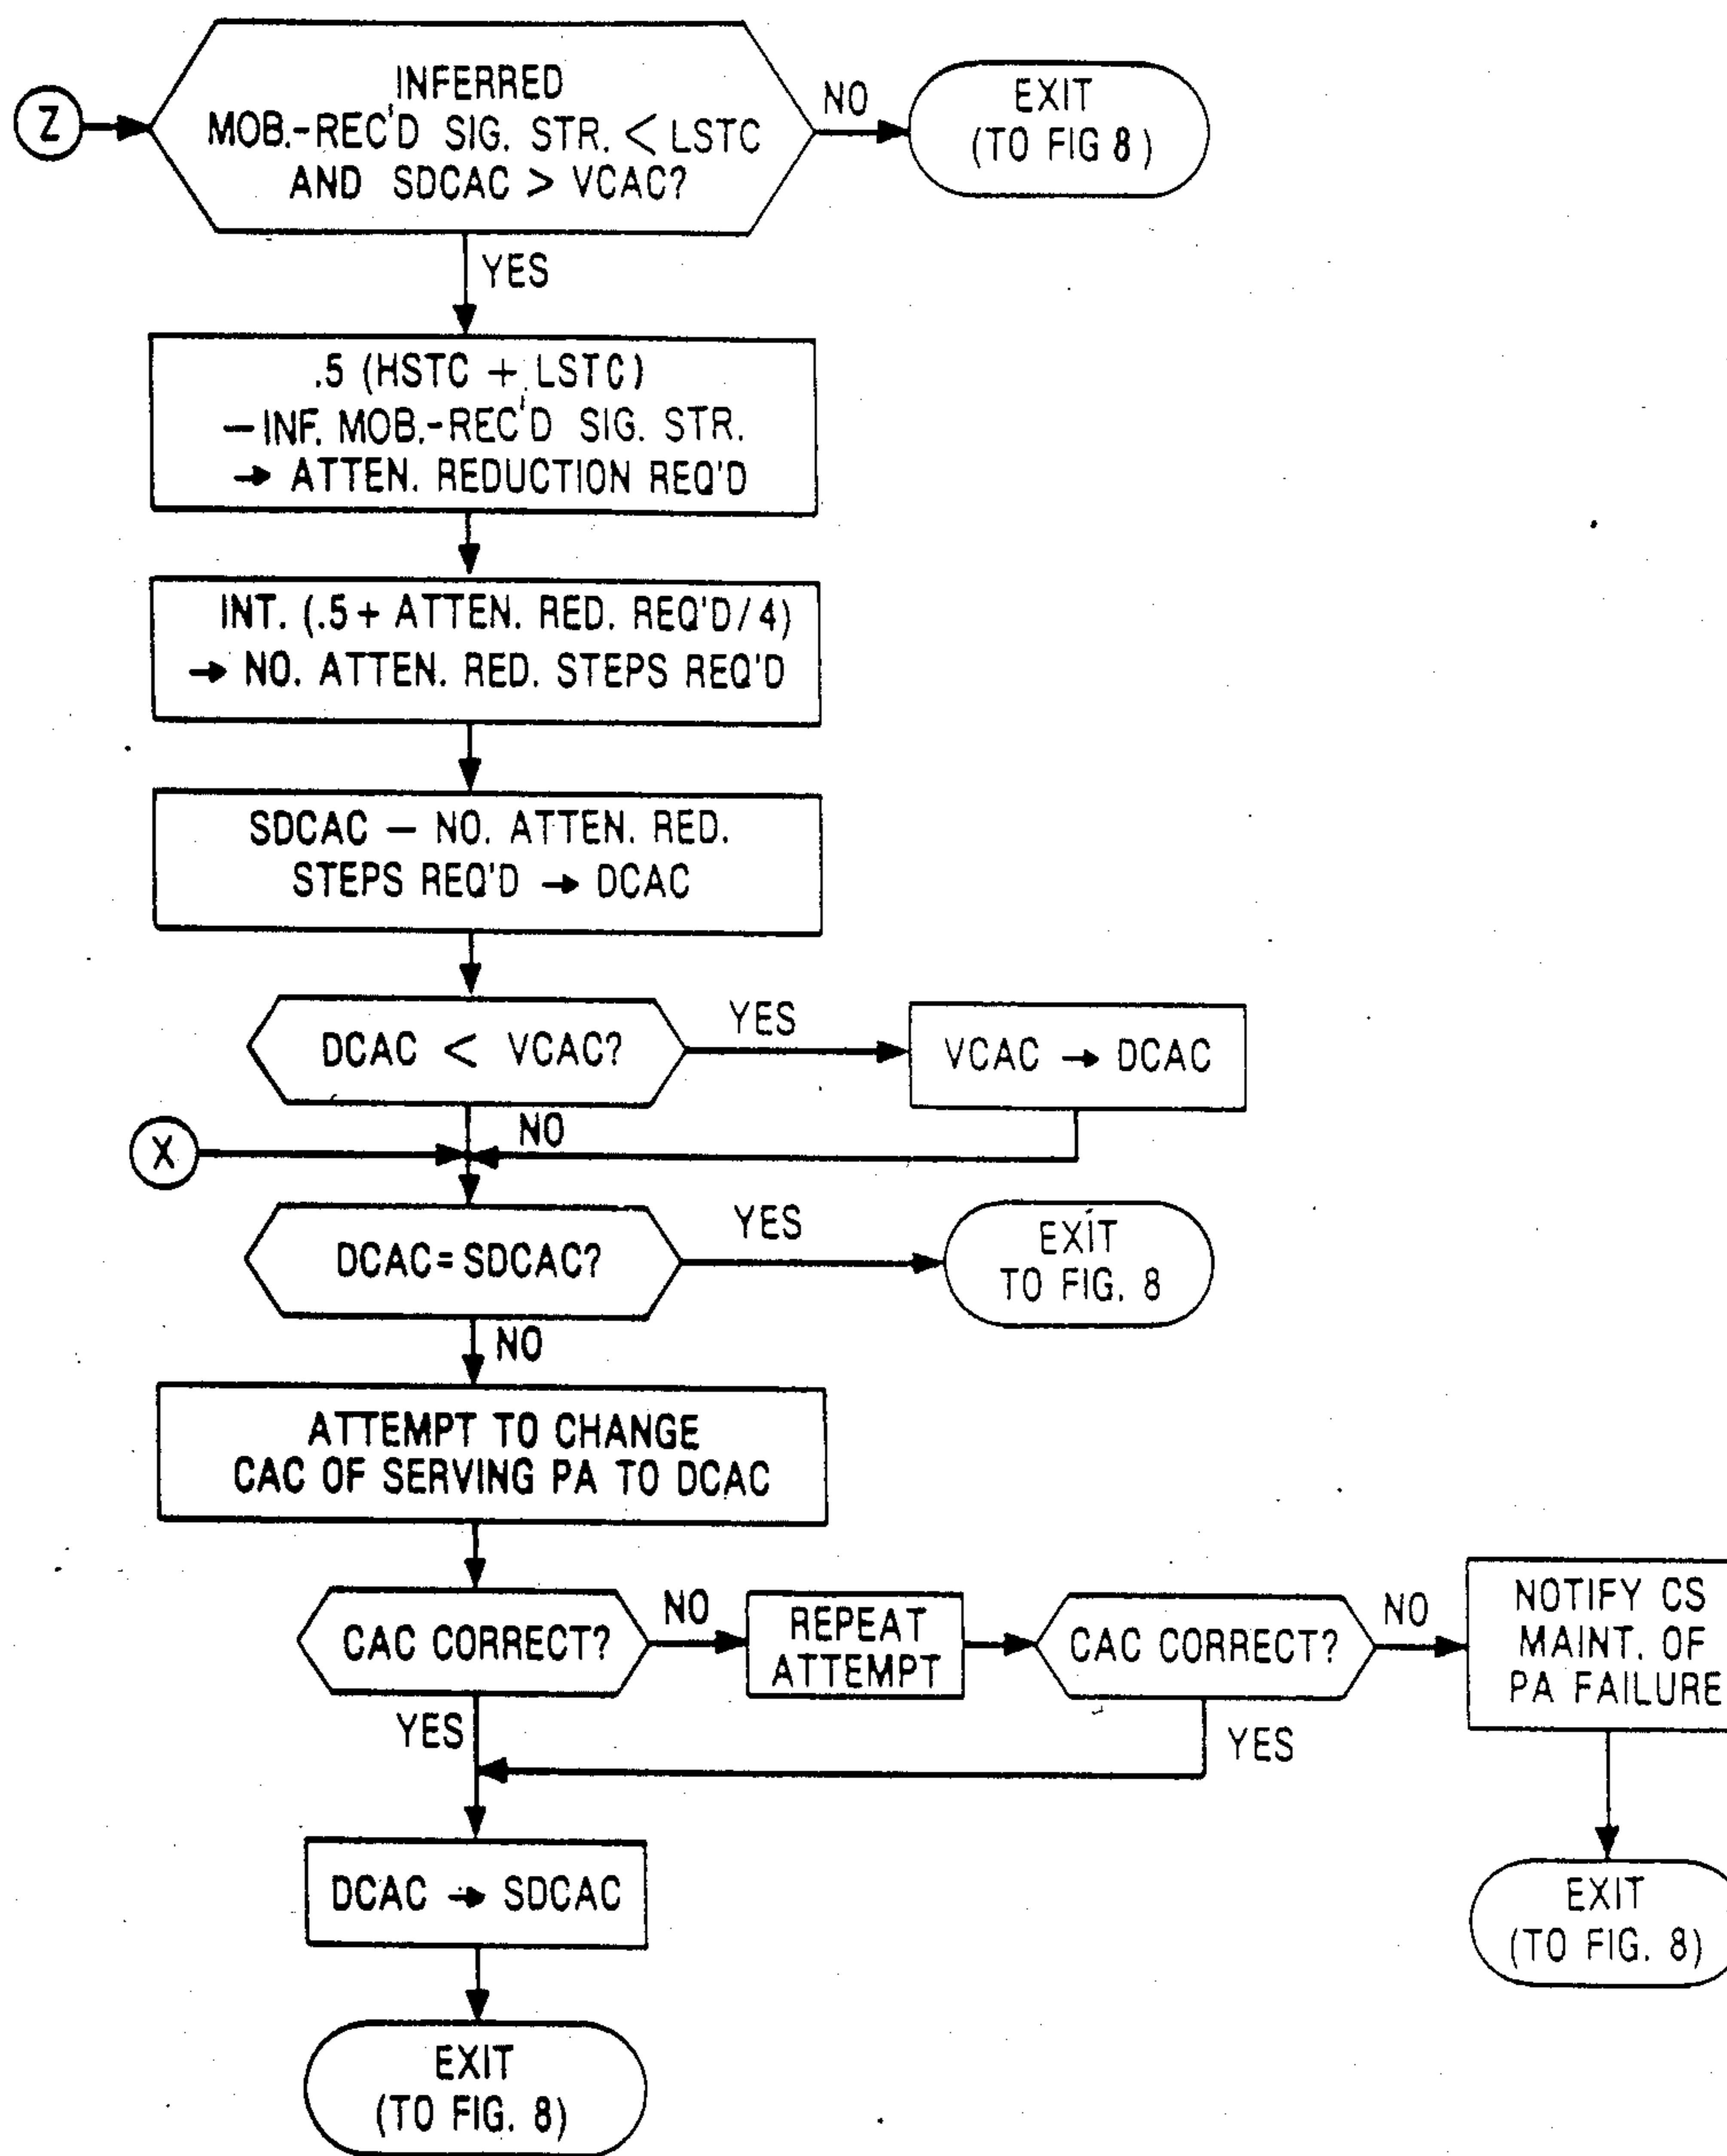 Z
INFERRED
MOB.-REC'D SIG. STR. < LSTC
AND SDCAC > VCAC?
NO
EXIT
(TO FIG 8)
YES
.5 (HSTC + LSTC)
—INF. MOB.-REC'D SIG. STR.
→ ATTEN. REDUCTION REQ'D
INT. (.5 + ATTEN. RED. REQ'D/4)
→ NO. ATTEN. RED. STEPS REQ'D
SDCAC — NO. ATTEN. RED.
STEPS REQ'D → DCAC
DCAC < VCAC?
YES
VCAC → DCAC
NO
X
DCAC = SDCAC?
YES
EXIT
TO FIG. 8
NO
ATTEMPT TO CHANGE
CAC OF SERVING PA TO DCAC
CAC CORRECT?
NO
REPEAT
ATTEMPT
CAC CORRECT?
NO
NOTIFY CS
MAINT. OF
PA FAILURE
YES
YES
DCAC → SDCAC
EXIT
(TO FIG. 8)
EXIT
(TO FIG. 8)